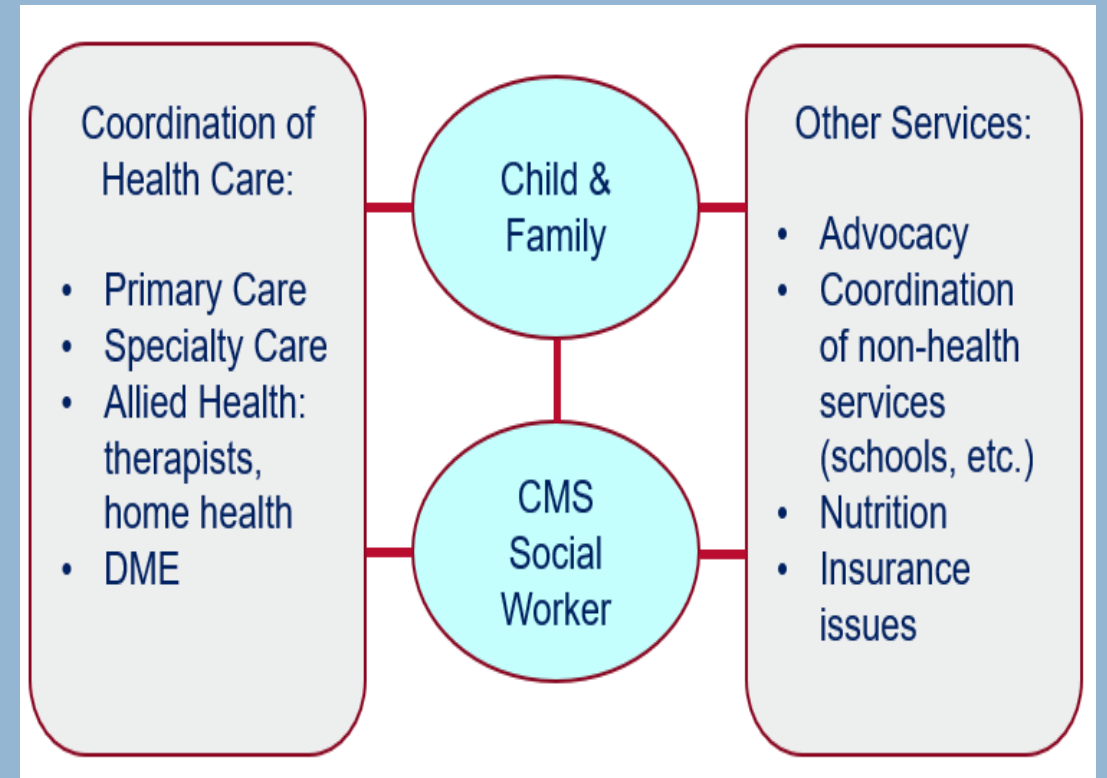 Coordination of
Health Care:
• Primary Care
• Specialty Care
• Allied Health:
therapists,
home health
• DME
Child &
Family
CMS
Social
Worker
Other Services:
• Advocacy
• Coordination
of non-health
services
(schools, etc.)
• Nutrition
• Insurance
issues